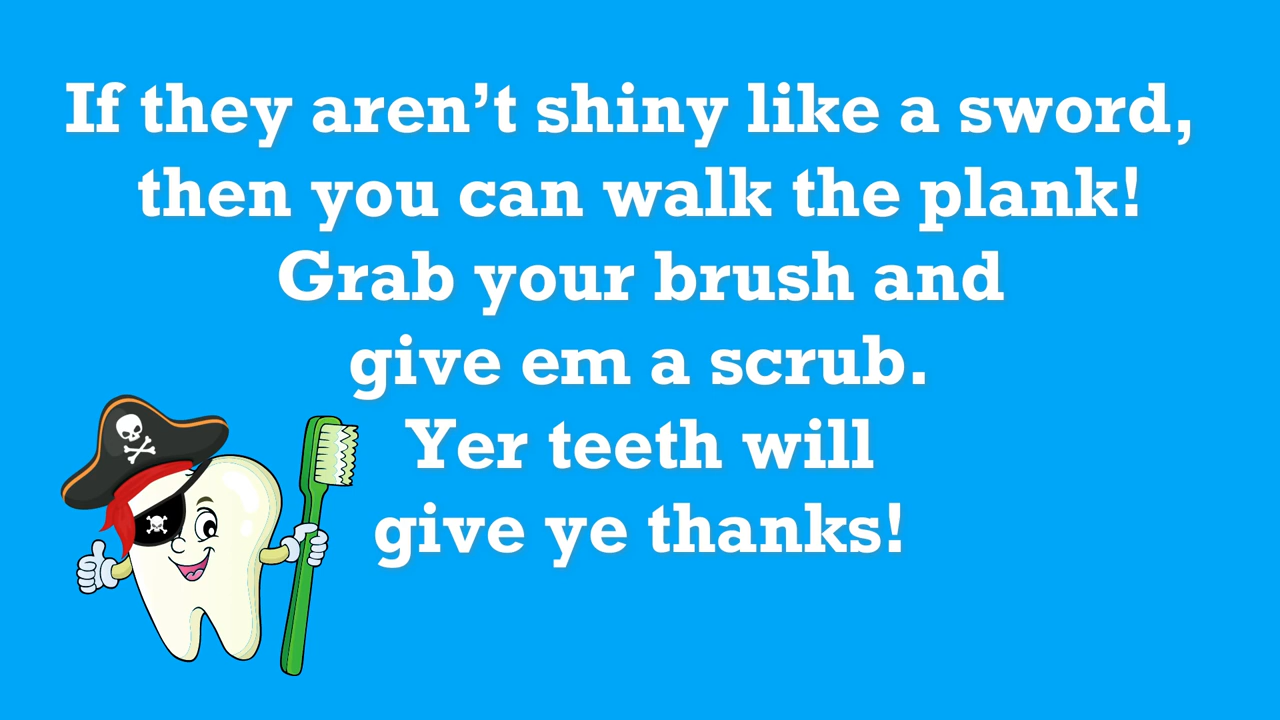 If they aren’t shiny like a sword,
then you can walk the plank!
Grab your brush and
give em a scrub.
Yer teeth will
give ye thanks!